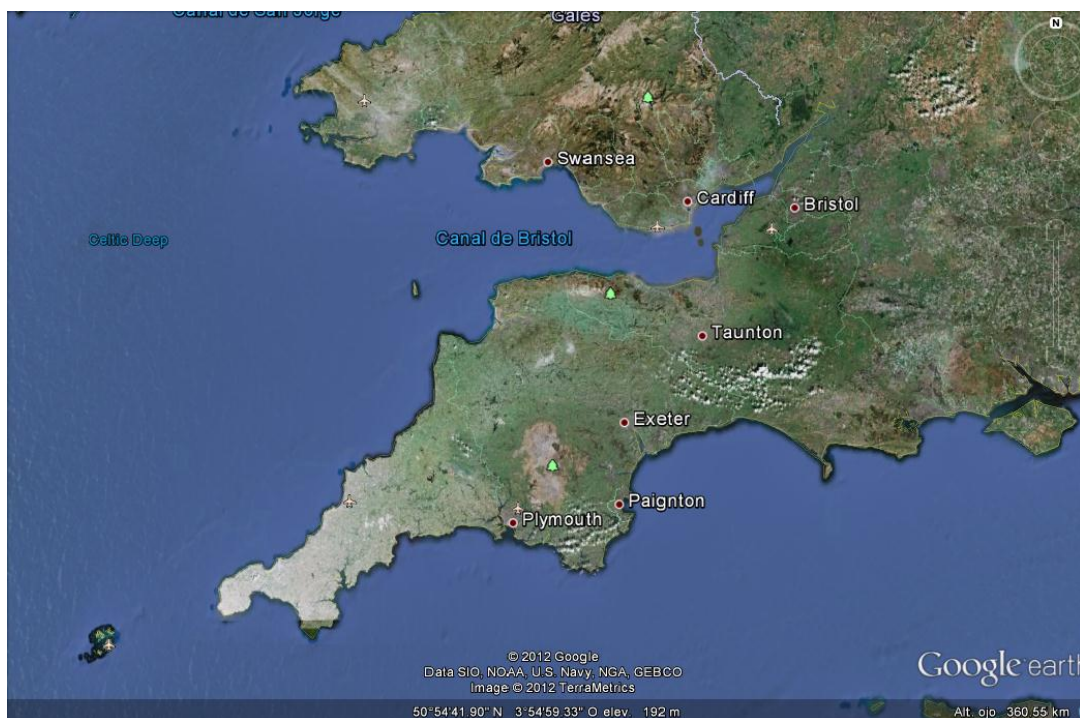 Canal de San Jorge
Gales
N
Swansea
Cardiff
Bristol
Celtic Deep
Canal de Bristol
Taunton
Exeter
Paignton
Plymouth
© 2012 Google
Data SIO, NOAA, U.S. Navy, NGA, GEBCO
Image © 2012 TerraMetrics
Google earth
50°54'41.90" N 3°54'59.33" O elev. 192 m
Alt. ojo 360.55 km